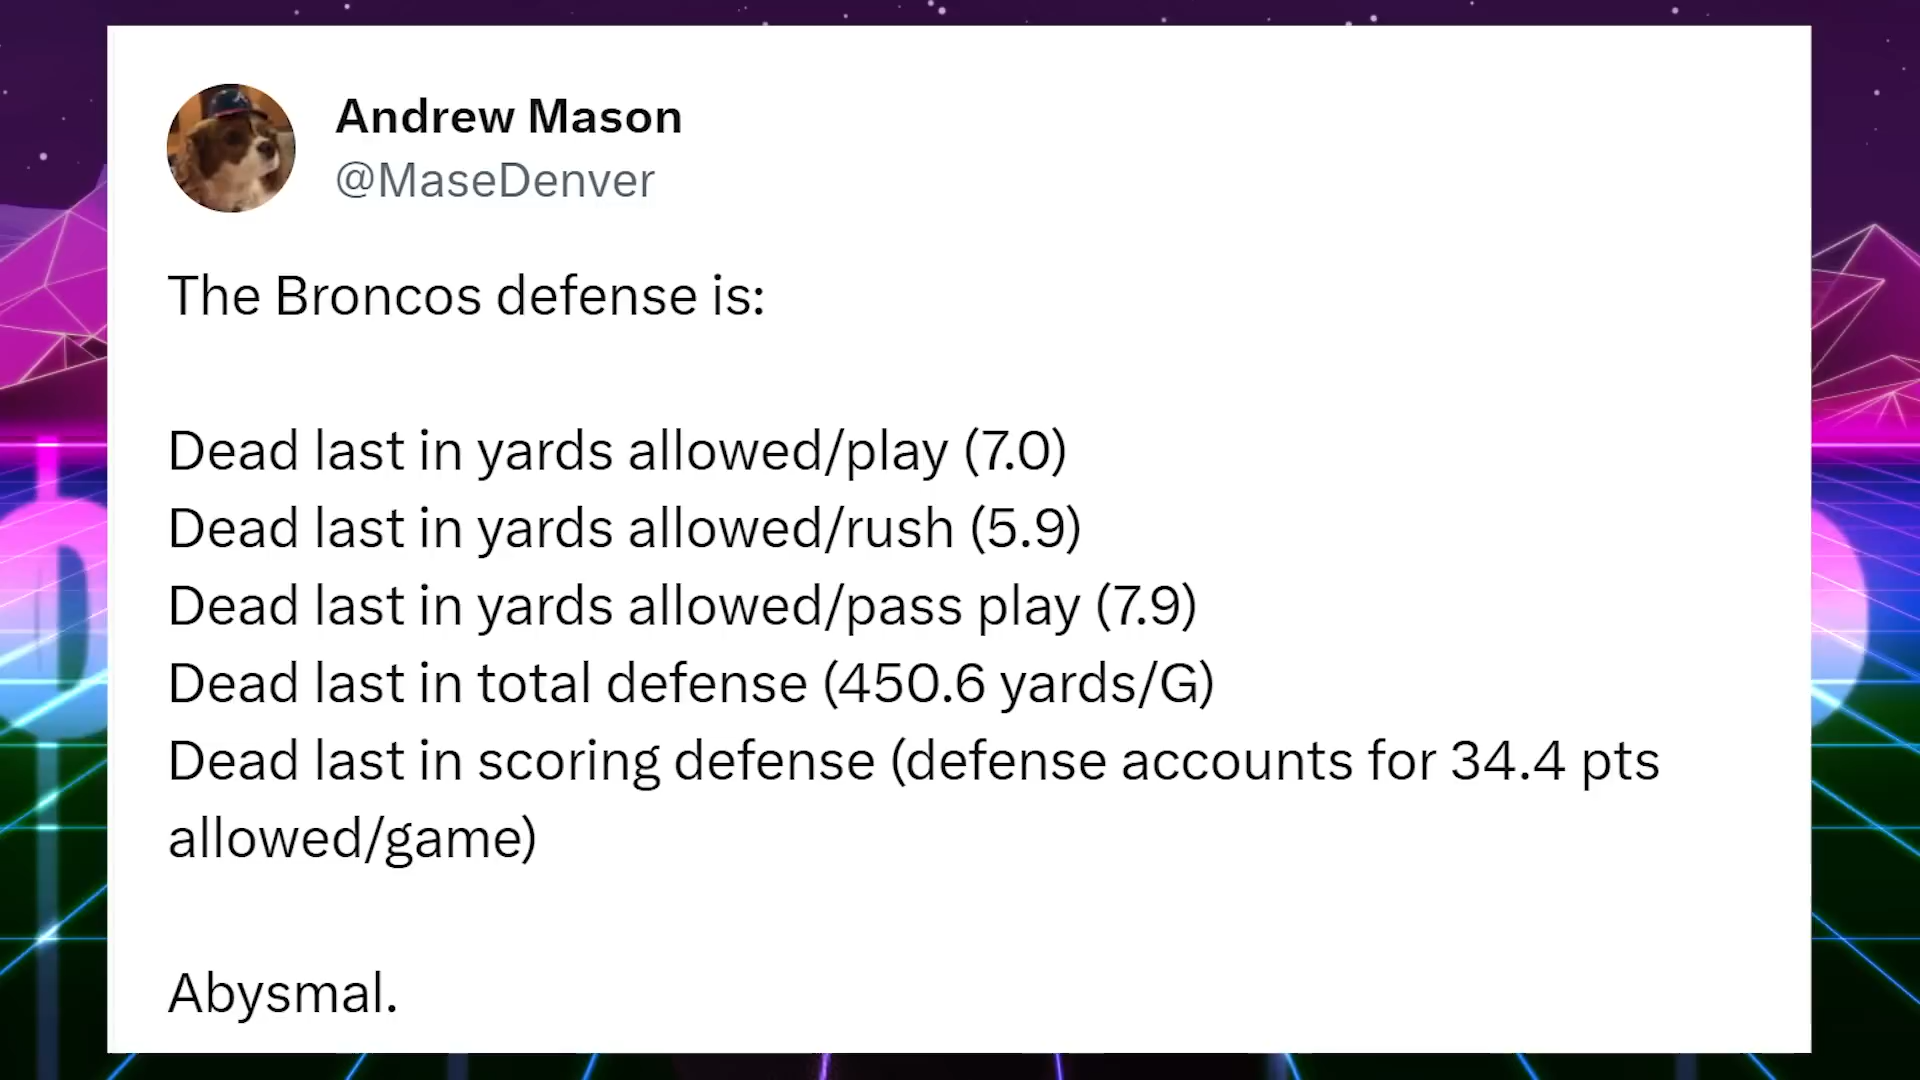 Andrew Mason
@MaseDenver
The Broncos defense is:
Dead last in yards allowed/play (7.0)
Dead last in yards allowed/rush (5.9)
Dead last in yards allowed/pass play (7.9)
Dead last in total defense (450.6 yards/G)
Dead last in scoring defense (defense accounts for 34.4 pts
allowed/game)
Abysmal.